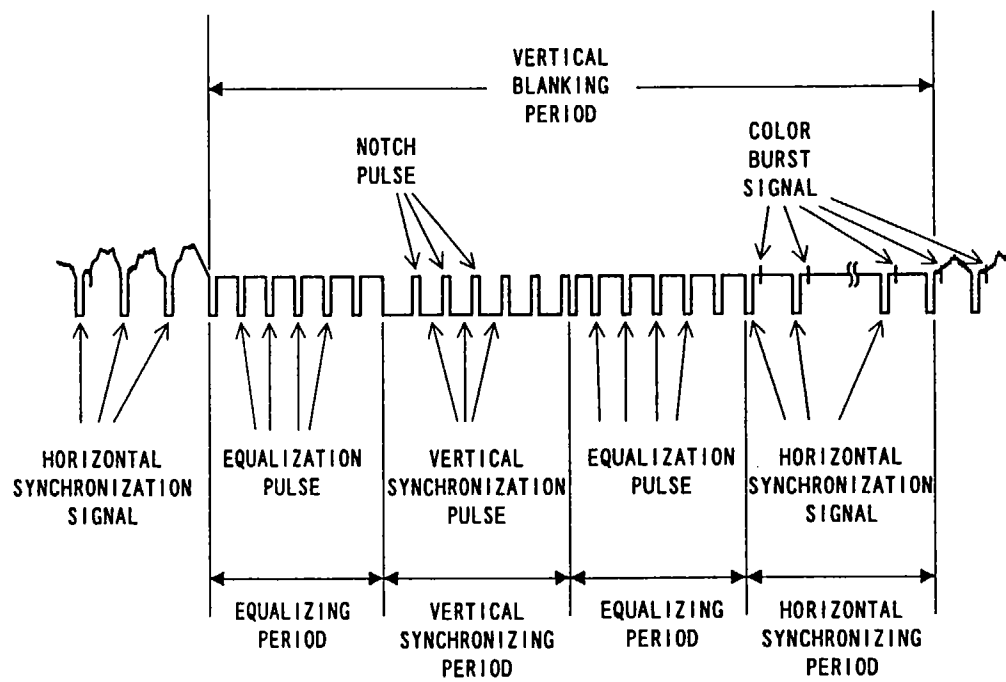 VERTICAL
BLANKING
PERIOD
NOTCH
PULSE
COLOR
BURST
SIGNAL
HORIZONTAL
SYNCHRONIZATION
SIGNAL
EQUALIZATION
PULSE
VERTICAL
SYNCHRONIZATION
PULSE
EQUALIZATION
PULSE
HORIZONTAL
SYNCHRONIZATION
SIGNAL
EQUALIZING
PERIOD
VERTICAL
SYNCHRONIZING
PERIOD
EQUALIZING
PERIOD
HORIZONTAL
SYNCHRONIZING
PERIOD